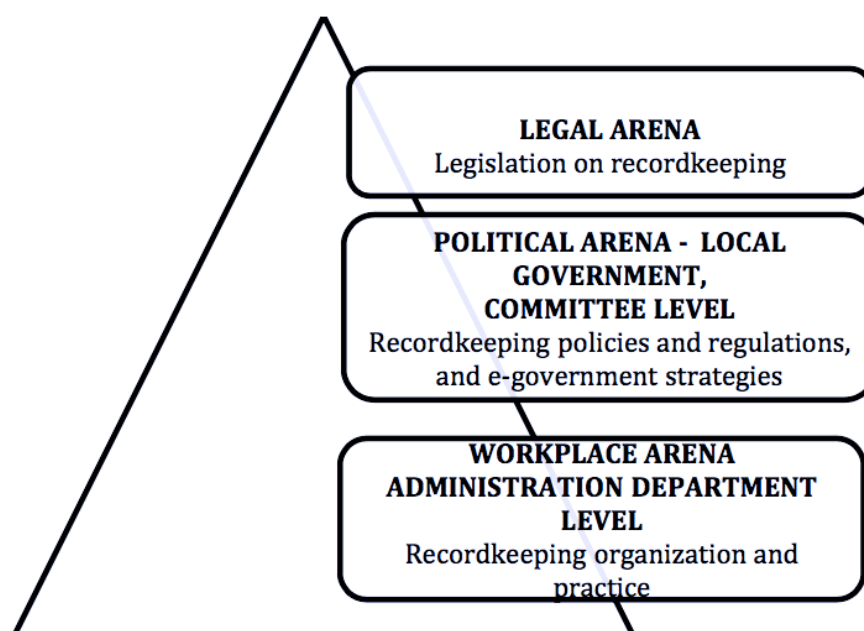 LEGAL ARENA
Legislation on recordkeeping
POLITICAL ARENA - LOCAL
GOVERNMENT,
COMMITTEE LEVEL
Recordkeeping policies and regulations,
and e-government strategies
WORKPLACE ARENA
ADMINISTRATION DEPARTMENT
LEVEL
Recordkeeping organization and
practice